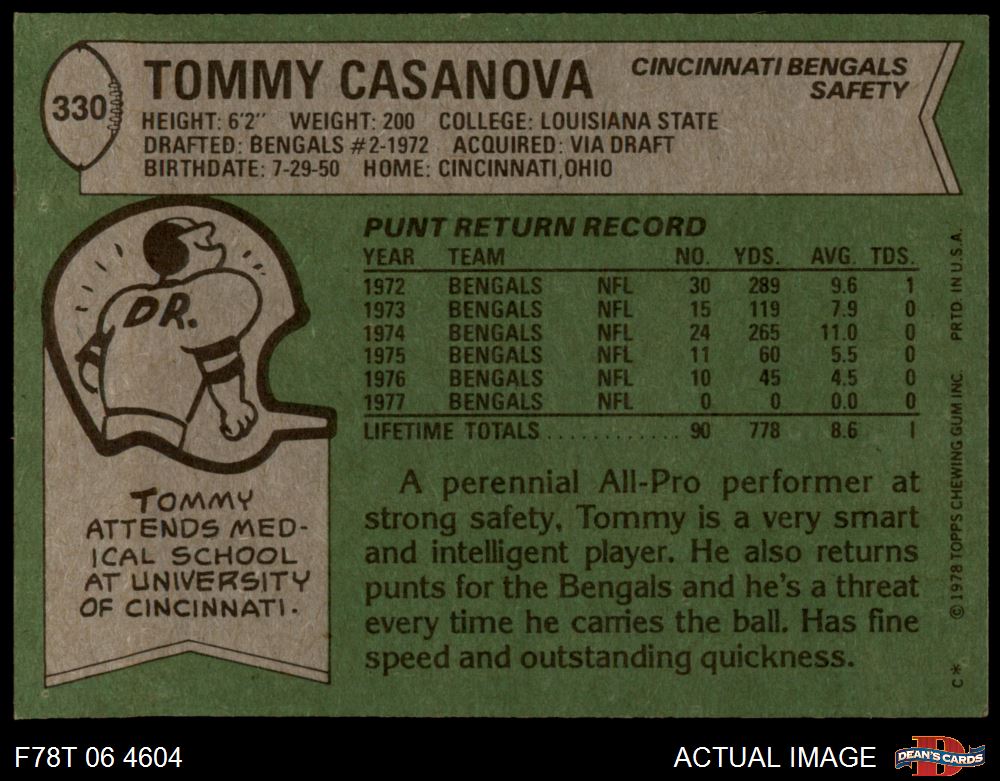 330
TOMMY CASANOVA
CINCINNATI BENGALS
SAFETY
HEIGHT: 6'2" WEIGHT: 200 COLLEGE: LOUISIANA STATE
DRAFTED: BENGALS #2-1972 ACQUIRED: VIA DRAFT
BIRTHDATE: 7-29-50 HOME: CINCINNATI, OHIO
DR.
TOMMY
ATTENDS MED-
ICAL SCHOOL
AT UNIVERSITY
OF CINCINNATI.
PUNT RETURN RECORD
YEAR TEAM NO. YDS. AVG. TDS.
1972 BENGALS NFL 30 289 9.6 1
1973 BENGALS NFL 15 119 7.9 0
1974 BENGALS NFL 24 265 11.0 0
1975 BENGALS NFL 11 60 5.5 0
1976 BENGALS NFL 10 45 4.5 0
1977 BENGALS NFL 0 0 0.0 0
LIFETIME TOTALS ............ 90 778 8.6 1
A perennial All-Pro performer at
strong safety, Tommy is a very smart
and intelligent player. He also returns
punts for the Bengals and he's a threat
every time he carries the ball. Has fine
speed and outstanding quickness.
C* © 1978 TOPPS CHEWING GUM INC. PRTD. IN U.S.A.
F78T 06 4604
ACTUAL IMAGE
D
DEAN'S CARDS